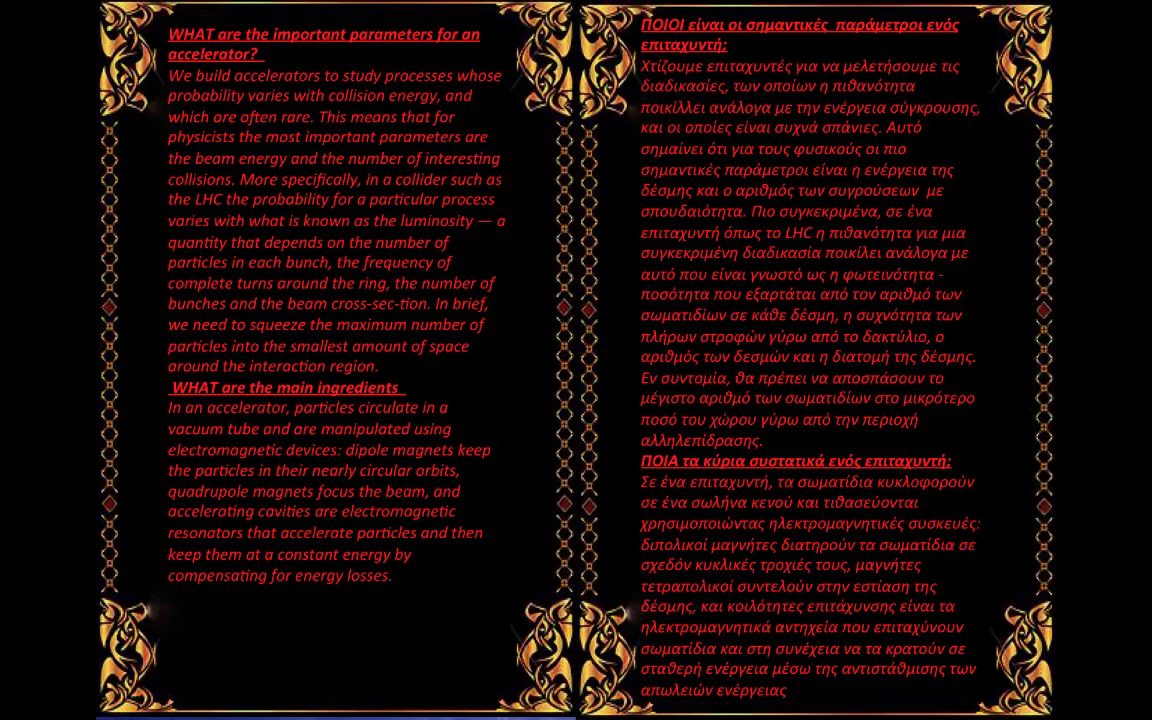 WHAT are the important parameters for an
accelerator?
We build accelerators to study processes whose
probability varies with collision energy, and
which are often rare. This means that for
physicists the most important parameters are
the beam energy and the number of interesting
collisions. More specifically, in a collider such as
the LHC the probability for a particular process
varies with what is known as the luminosity — a
quantity that depends on the number of
particles in each bunch, the frequency of
complete turns around the ring, the number of
bunches and the beam cross-sec-tion. In brief,
we need to squeeze the maximum number of
particles into the smallest amount of space
around the interaction region.
WHAT are the main ingredients
In an accelerator, particles circulate in a
vacuum tube and are manipulated using
electromagnetic devices: dipole magnets keep
the particles in their nearly circular orbits,
quadrupole magnets focus the beam, and
accelerating cavities are electromagnetic
resonators that accelerate particles and then
keep them at a constant energy by
compensating for energy losses.
ΠΟΙΟΙ είναι οι σημαντικές παράμετροι ενός
επιταχυντή;
Χτίζουμε επιταχυντές για να μελετήσουμε τις
διαδικασίες, των οποίων η πιθανότητα
ποικίλλει ανάλογα με την ενέργεια σύγκρουσης,
και οι οποίες είναι συχνά σπάνιες. Αυτό
σημαίνει ότι για τους φυσικούς οι πιο
σημαντικές παράμετροι είναι η ενέργεια της
δέσμης και ο αριθμός των συγρούσεων με
σπουδαιότητα. Πιο συγκεκριμένα, σε ένα
επιταχυντή όπως το LHC η πιθανότητα για μια
συγκεκριμένη διαδικασία ποικίλει ανάλογα με
αυτό που είναι γνωστό ως η φωτεινότητα -
ποσότητα που εξαρτάται από τον αριθμό των
σωματιδίων σε κάθε δέσμη, η συχνότητα των
πλήρων στροφών γύρω από το δακτύλιο, ο
αριθμός των δεσμών και η διατομή της δέσμης.
Εν συντομία, θα πρέπει να αποσπάσουν το
μέγιστο αριθμό των σωματιδίων στο μικρότερο
ποσό του χώρου γύρω από την περιοχή
αλληλεπίδρασης.
ΠΟΙΑ τα κύρια συστατικά ενός επιταχυντή;
Σε ένα επιταχυντή, τα σωματίδια κυκλοφορούν
σε ένα σωλήνα κενού και τιθασεύονται
χρησιμοποιώντας ηλεκτρομαγνητικές συσκευές:
διπολικοί μαγνήτες διατηρούν τα σωματίδια σε
σχεδόν κυκλικές τροχιές τους, μαγνήτες
τετραπολικοί συντελούν στην εστίαση της
δέσμης, και κοιλότητες επιτάχυνσης είναι τα
ηλεκτρομαγνητικά αντηχεία που επιταχύνουν
σωματίδια και στη συνέχεια να τα κρατούν σε
σταθερή ενέργεια μέσω της αντιστάθμισης των
απωλειών ενέργειας